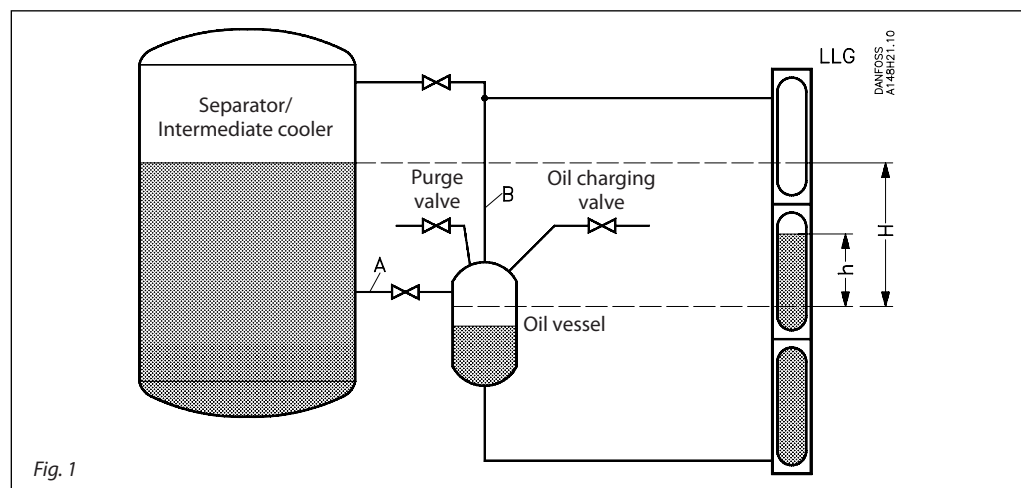 LLG
DANFOSS
A148H21.10
Separator/
Intermediate cooler
Purge
valve
Oil charging
valve
B
A
H
h
Oil vessel
Fig. 1